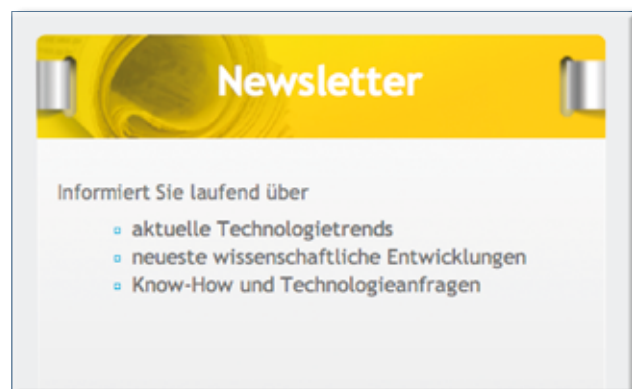 Newsletter
Informiert Sie laufend über
aktuelle Technologietrends
neueste wissenschaftliche Entwicklungen
Know-How und Technologieanfragen